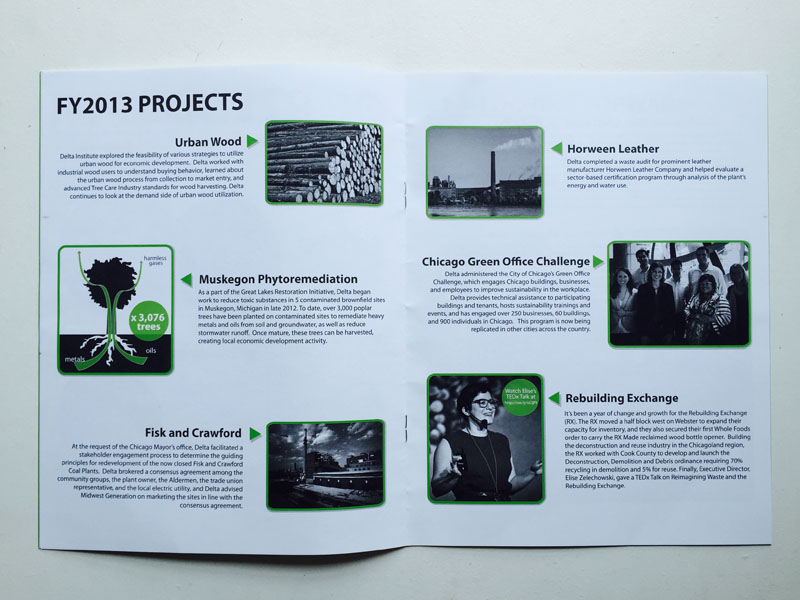 FY2013 PROJECTS
Urban Wood
Delta Institute explored the feasibility of various strategies to utilize
urban wood for economic development. Delta worked with
industrial wood users to understand buying behavior, learned about
the urban wood process from collection to market entry, and
advanced Tree Care Industry standards for wood harvesting. Delta
continues to look at the demand side of urban wood utilization.
harmless
gases
x 3,076
trees
metals
oils
Muskegon Phytoremediation
As a part of the Great Lakes Restoration Initiative, Delta began
work to reduce toxic substances in 5 contaminated brownfield sites
in Muskegon, Michigan in late 2012. To date, over 3,000 poplar
trees have been planted on contaminated sites to remediate heavy
metals and oils from soil and groundwater, as well as reduce
stormwater runoff. Once mature, these trees can be harvested,
creating local economic development activity.
Fisk and Crawford
At the request of the Chicago Mayor's office, Delta facilitated a
stakeholder engagement process to determine the guiding
principles for redevelopment of the now closed Fisk and Crawford
Coal Plants. Delta brokered a consensus agreement among the
community groups, the plant owner, the Aldermen, the trade union
representative, and the local electric utility, and Delta advised
Midwest Generation on marketing the sites in line with the
consensus agreement.
Horween Leather
Delta completed a waste audit for prominent leather
manufacturer Horween Leather Company and helped evaluate a
sector-based certification program through analysis of the plant's
energy and water use.
Chicago Green Office Challenge
Delta administered the City of Chicago's Green Office
Challenge, which engages Chicago buildings, businesses,
and employees to improve sustainability in the workplace.
Delta provides technical assistance to participating
buildings and tenants, hosts sustainability trainings and
events, and has engaged over 250 businesses, 60 buildings,
and 900 individuals in Chicago. This program is now being
replicated in other cities across the country.
Watch Elise's
TEDx Talk at
Rebuilding Exchange
It's been a year of change and growth for the Rebuilding Exchange
(RX). The RX moved a half block west on Webster to expand their
capacity for inventory, and they also secured their first Whole Foods
order to carry the RX Made reclaimed wood bottle opener. Building
the deconstruction and reuse industry in the Chicagoland region,
the RX worked with Cook County to develop and launch the
Deconstruction, Demolition and Debris ordinance requiring 70%
recycling in demolition and 5% for reuse. Finally, Executive Director,
Elise Zelechowski, gave a TEDx Talk on Reimagining Waste and the
Rebuilding Exchange.